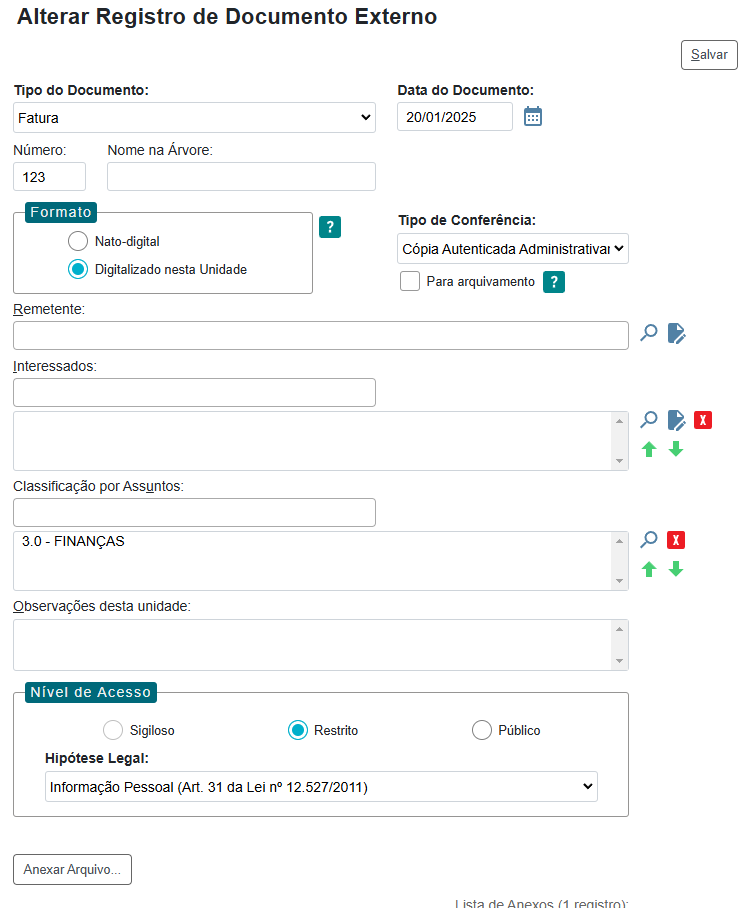 Alterar Registro de Documento Externo
Salvar
Tipo do Documento:
Data do Documento:
Fatura
20/01/2025
Número:
Nome na Árvore:
123
Formato
?
Nato-digital
Digitalizado nesta Unidade
Tipo de Conferência:
Cópia Autenticada Administrativa
Para arquivamento
?
Remetente:
Interessados:
X
Classificação por Assuntos:
3.0 - FINANÇAS
X
Observações desta unidade:
Nível de Acesso
Sigiloso
Restrito
Público
Hipótese Legal:
Informação Pessoal (Art. 31 da Lei nº 12.527/2011)
Anexar Arquivo...
Lista de Anexos (1 registro):